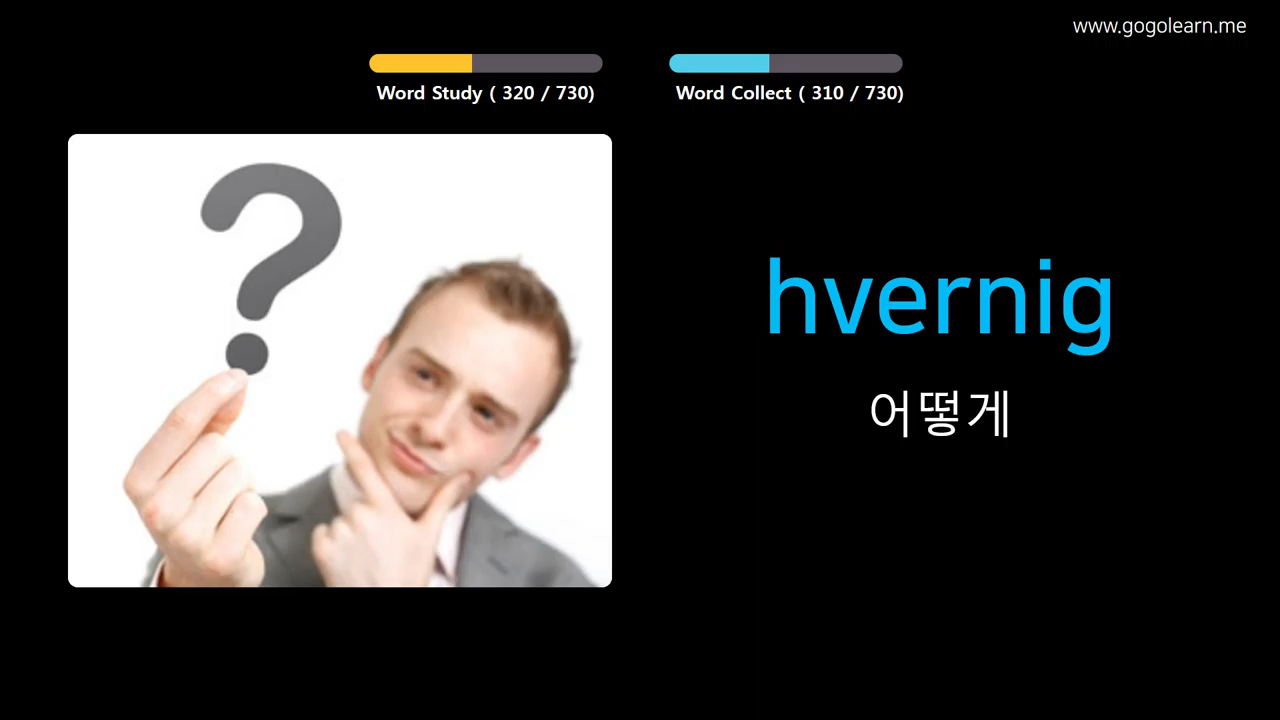 www.gogolearn.me
Word Study ( 320 / 730)
Word Collect ( 310 / 730)
?
hvernig
어떻게